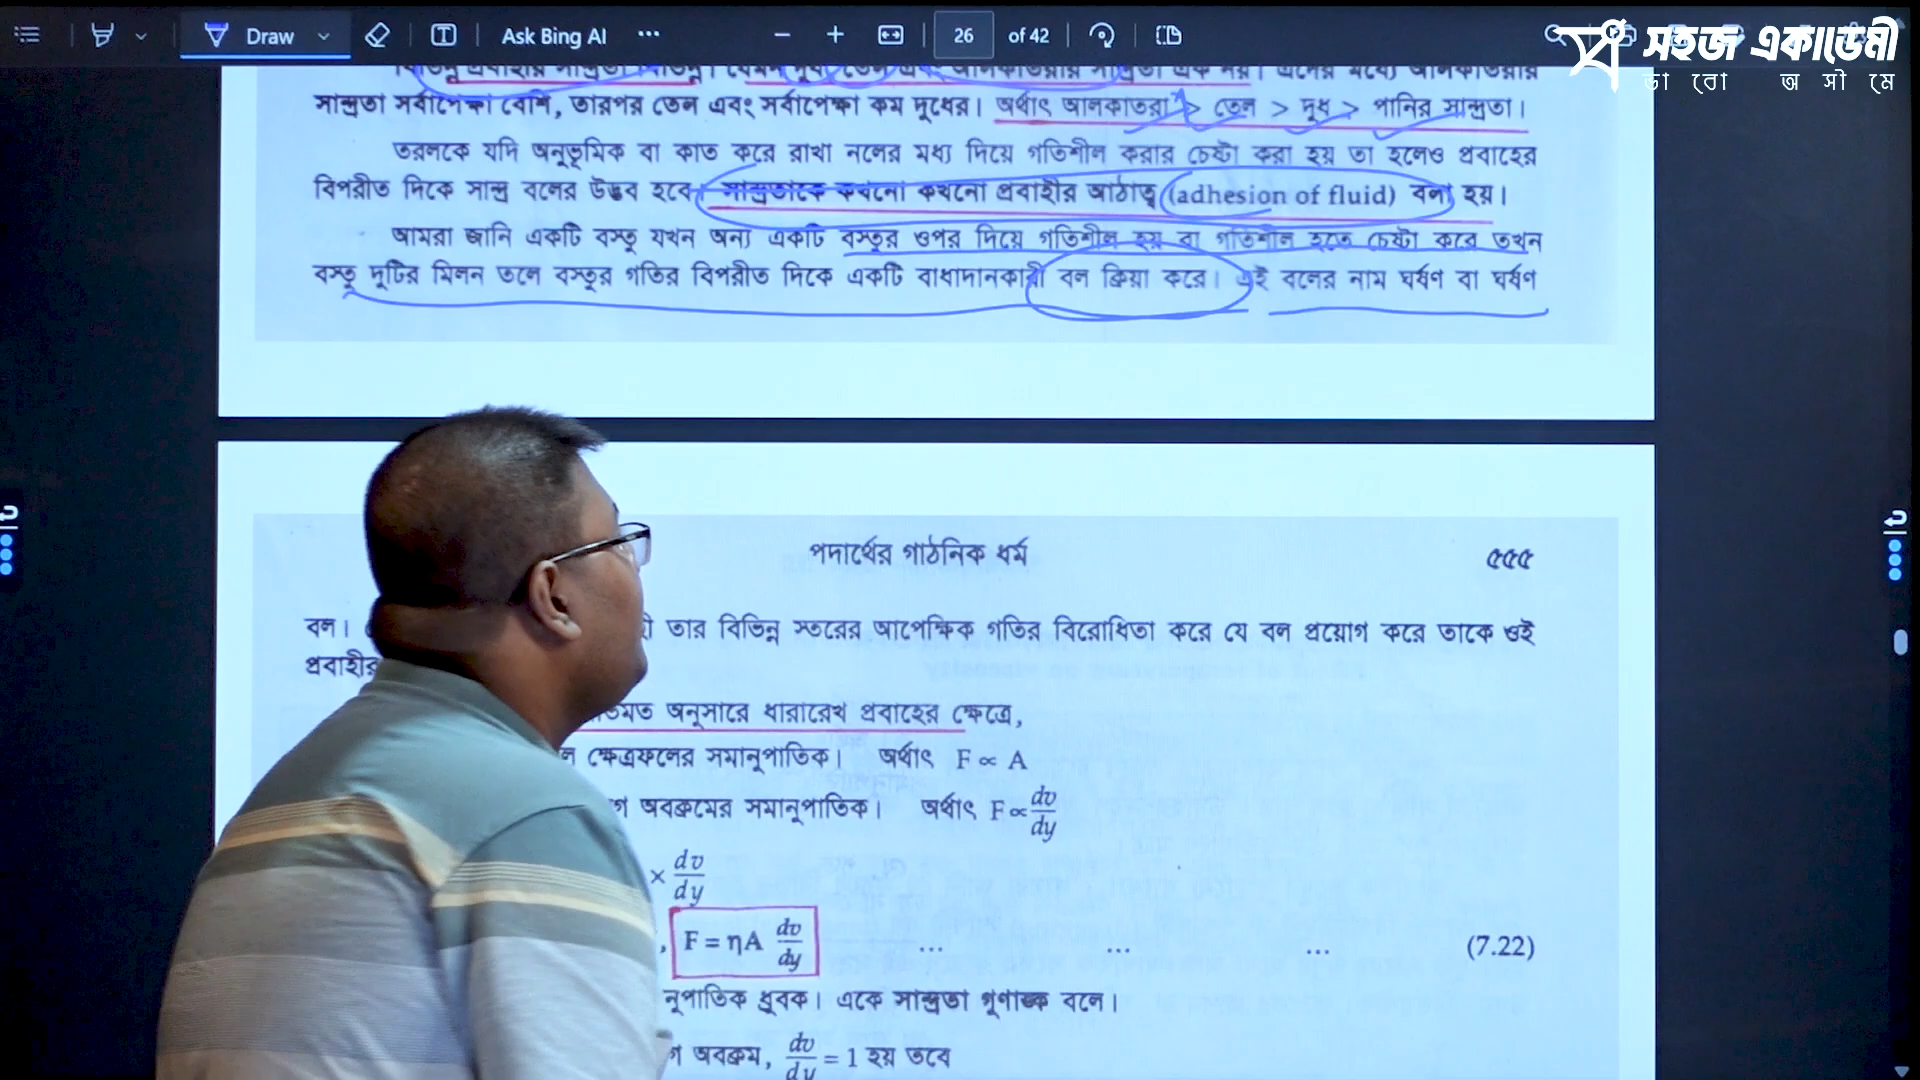 Draw
Ask Bing AI
26 of 42
সহজ একাডেমী
ভাবো অসীমে
সান্দ্রতা সর্বাপেক্ষা বেশি, তারপর তেল এবং সর্বাপেক্ষা কম দুধের। অর্থাৎ আলকাতরা > তেল > দুধ > পানির সান্দ্রতা।
তরলকে যদি অনুভূমিক বা কাত করে রাখা নলের মধ্য দিয়ে গতিশীল করার চেষ্টা করা হয় তা হলেও প্রবাহের
বিপরীত দিকে সান্দ্র বলের উদ্ভব হবে। সান্দ্রতাকে কখনো কখনো প্রবাহীর আঠাত্ব (adhesion of fluid) বলা হয়।
আমরা জানি একটি বস্তু যখন অন্য একটি বস্তুর ওপর দিয়ে গতিশীল হয় বা গতিশীল হতে চেষ্টা করে তখন
বস্তু দুটির মিলন তলে বস্তুর গতির বিপরীত দিকে একটি বাধাদানকারী বল ক্রিয়া করে। এই বলের নাম ঘর্ষণ বা ঘর্ষণ
পদার্থের গাঠনিক ধর্ম ৫৫৫
বল। তার বিভিন্ন স্তরের আপেক্ষিক গতির বিরোধিতা করে যে বল প্রয়োগ করে তাকে ওই
প্রবাহীর
অনুসারে ধারারেখ প্রবাহের ক্ষেত্রে,
ক্ষেত্রফলের সমানুপাতিক। অর্থাৎ F ∝ A
অবক্রমের সমানুপাতিক। অর্থাৎ F ∝ dv/dy
× dv/dy
, F = ηA dv/dy ... ... ... (7.22)
নুপাতিক ধ্রুবক। একে সান্দ্রতা গুণাঙ্ক বলে।
অবক্রম, dv/dy = 1 হয় তবে